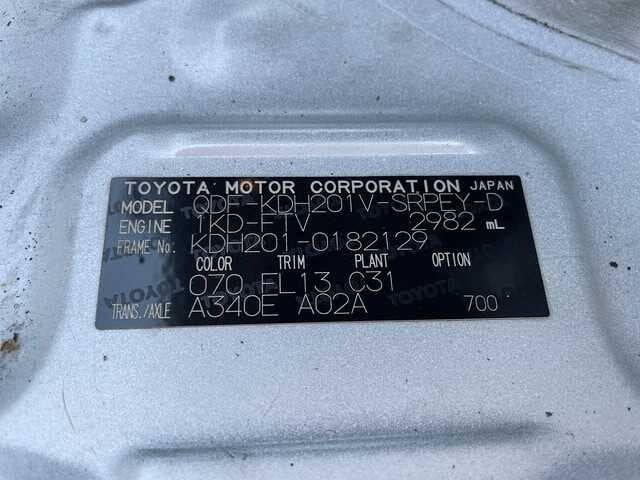 TOYOTA MOTOR CORPORATION JAPAN
MODEL QDF-KDH201V-SRPEY-D
ENGINE 1KD-FTV 2982 mL
FRAME No. KDH201-0182129
COLOR TRIM PLANT OPTION
070 FL13 C31
TRANS./AXLE A340E A02A 700